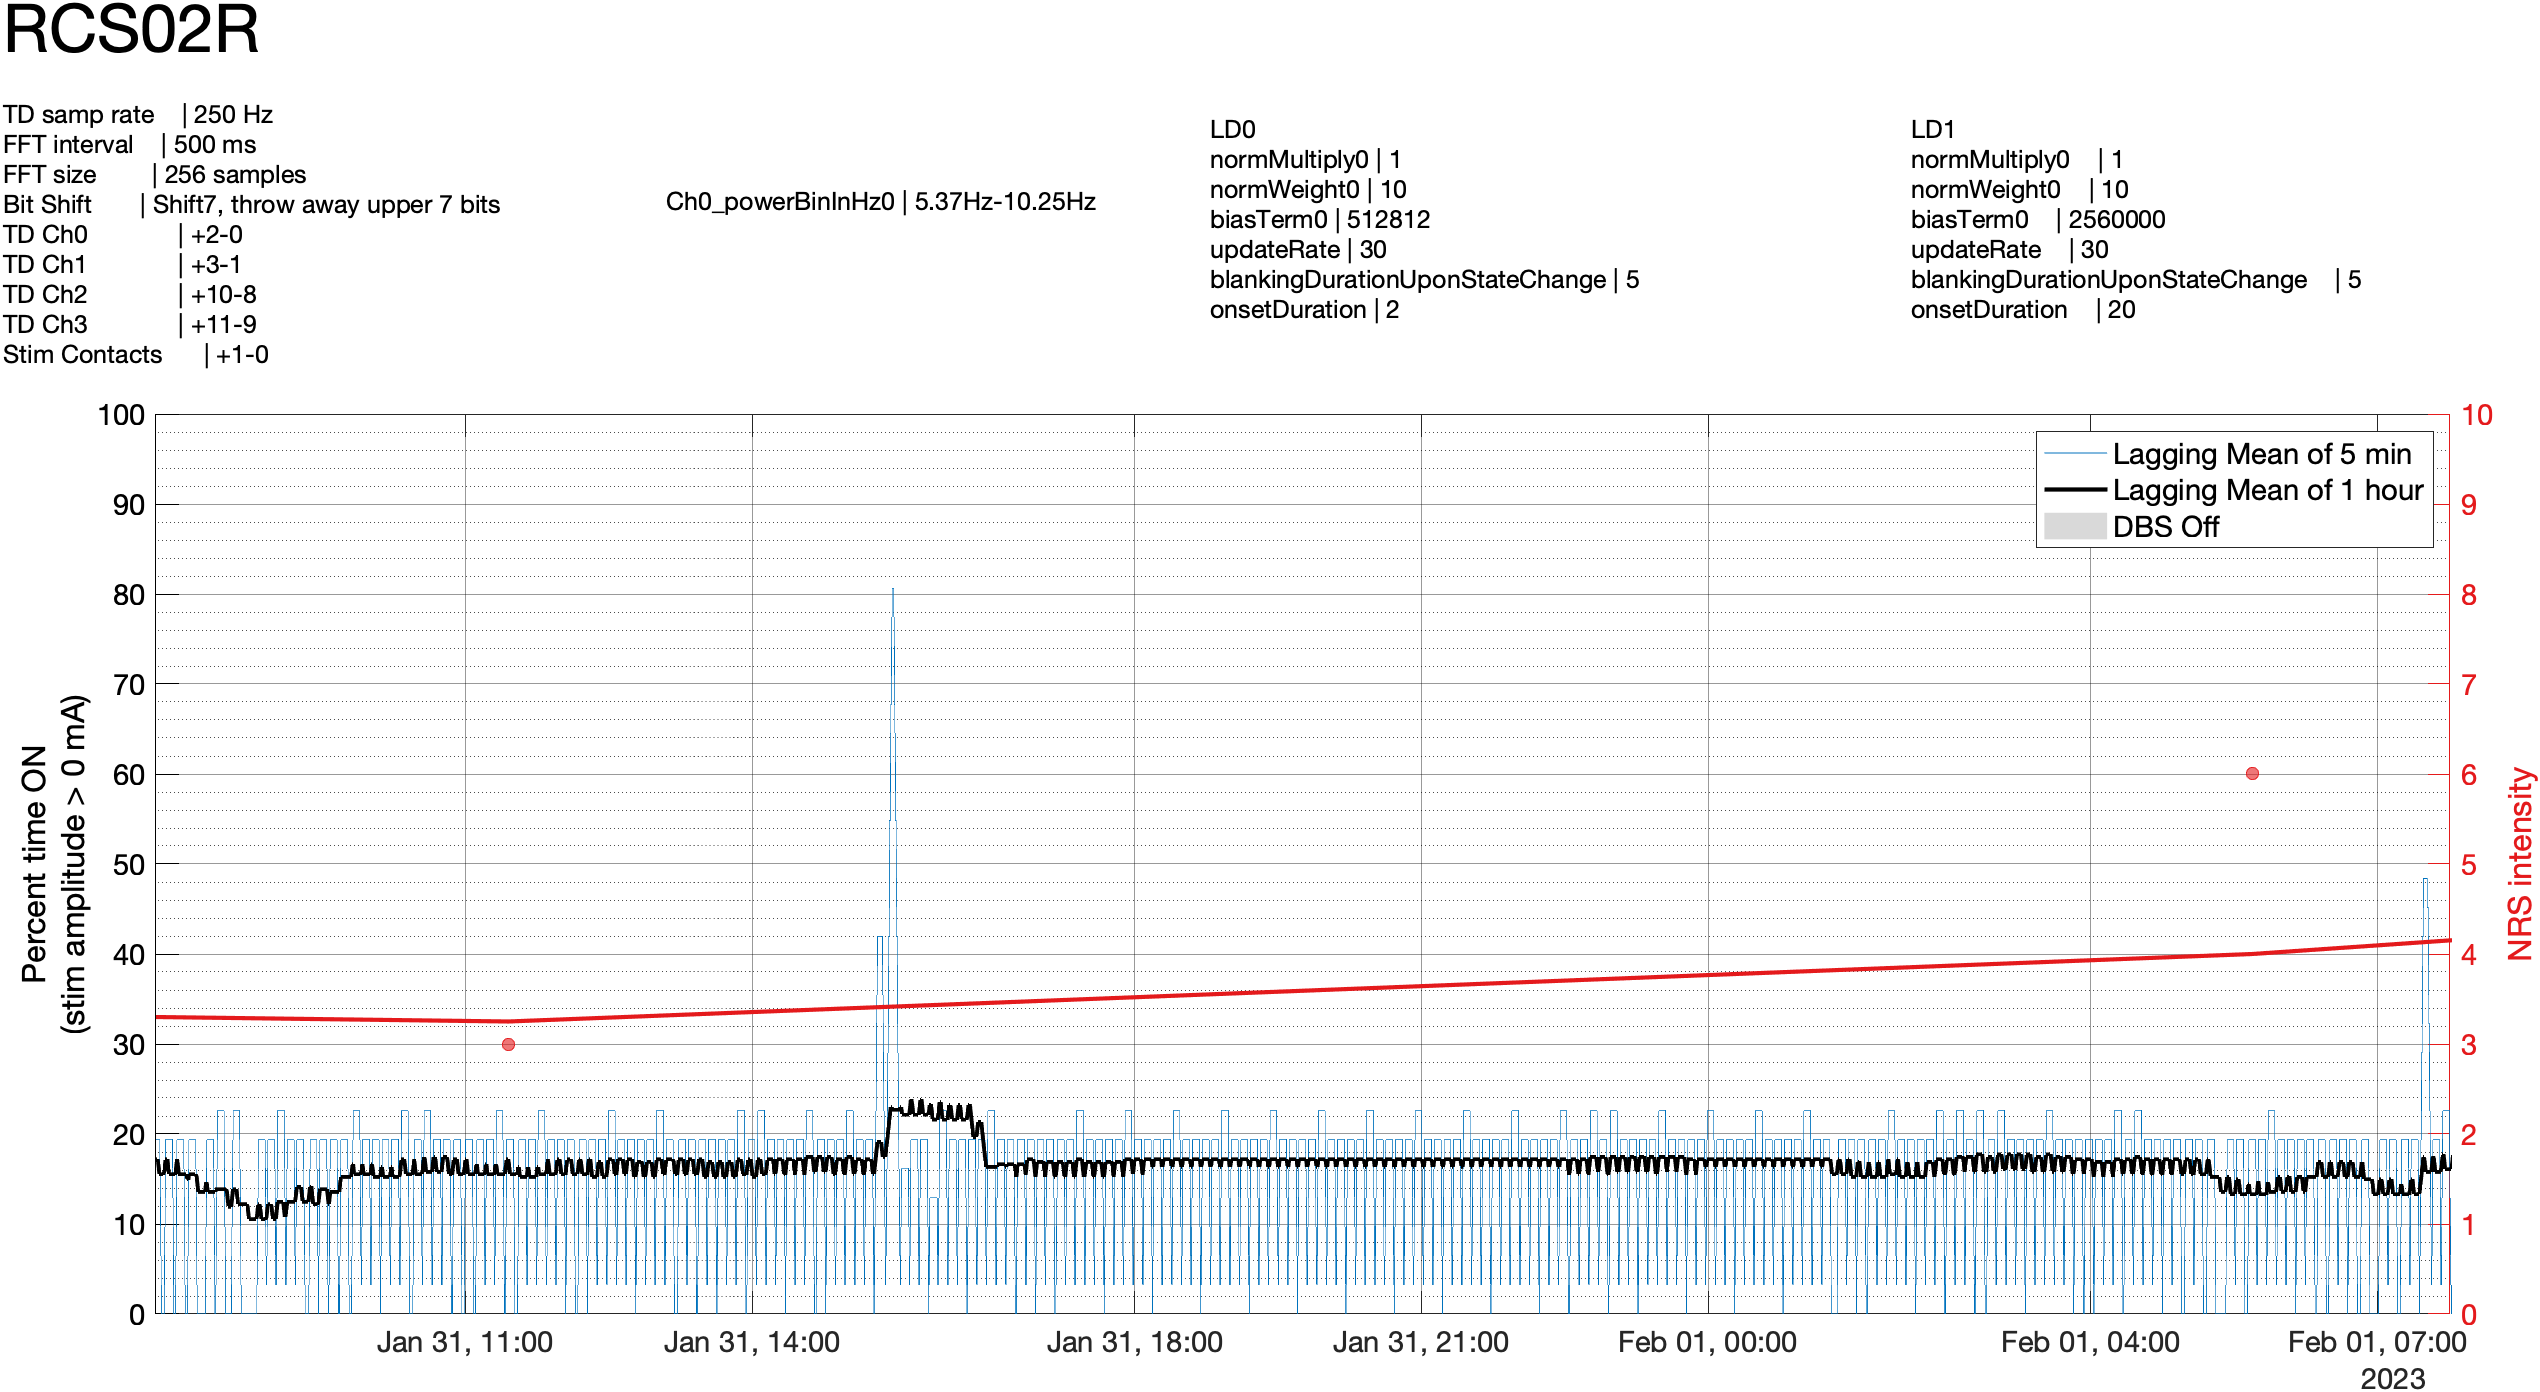 RCS02R
TD samp rate | 250 Hz
FFT interval | 500 ms
FFT size | 256 samples
Bit Shift | Shift7, throw away upper 7 bits
TD Ch0 | +2-0
TD Ch1 | +3-1
TD Ch2 | +10-8
TD Ch3 | +11-9
Stim Contacts | +1-0
Ch0_powerBinInHz0 | 5.37Hz-10.25Hz
LD0
normMultiply0 | 1
normWeight0 | 10
biasTerm0 | 512812
updateRate | 30
blankingDurationUponStateChange | 5
onsetDuration | 2
LD1
normMultiply0 | 1
normWeight0 | 10
biasTerm0 | 2560000
updateRate | 30
blankingDurationUponStateChange | 5
onsetDuration | 20
Percent time ON
(stim amplitude > 0 mA)
100
90
80
70
60
50
40
30
20
10
0
Lagging Mean of 5 min
Lagging Mean of 1 hour
DBS Off
10
9
8
7
6
5
4
3
2
1
0
NRS intensity
Jan 31, 11:00
Jan 31, 14:00
Jan 31, 18:00
Jan 31, 21:00
Feb 01, 00:00
Feb 01, 04:00
Feb 01, 07:00
2023